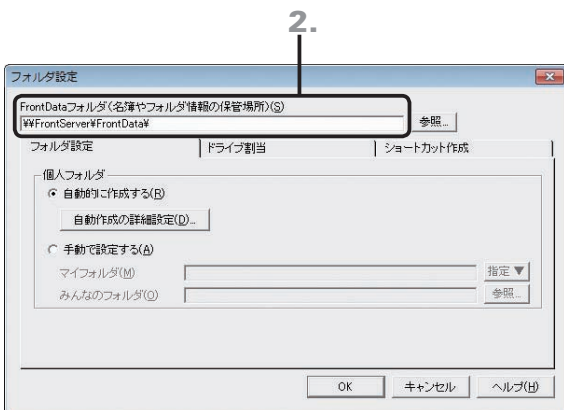 2.
フォルダ設定
FrontDataフォルダ(名簿やフォルダ情報の保管場所)(S)
¥¥FrontServer¥FrontData¥
参照...
フォルダ設定 ドライブ割当 ショートカット作成
個人フォルダ
自動的に作成する(R)
自動作成の詳細設定(D)...
手動で設定する(A)
マイフォルダ(M) 指定▼
みんなのフォルダ(O) 参照...
OK キャンセル ヘルプ(H)